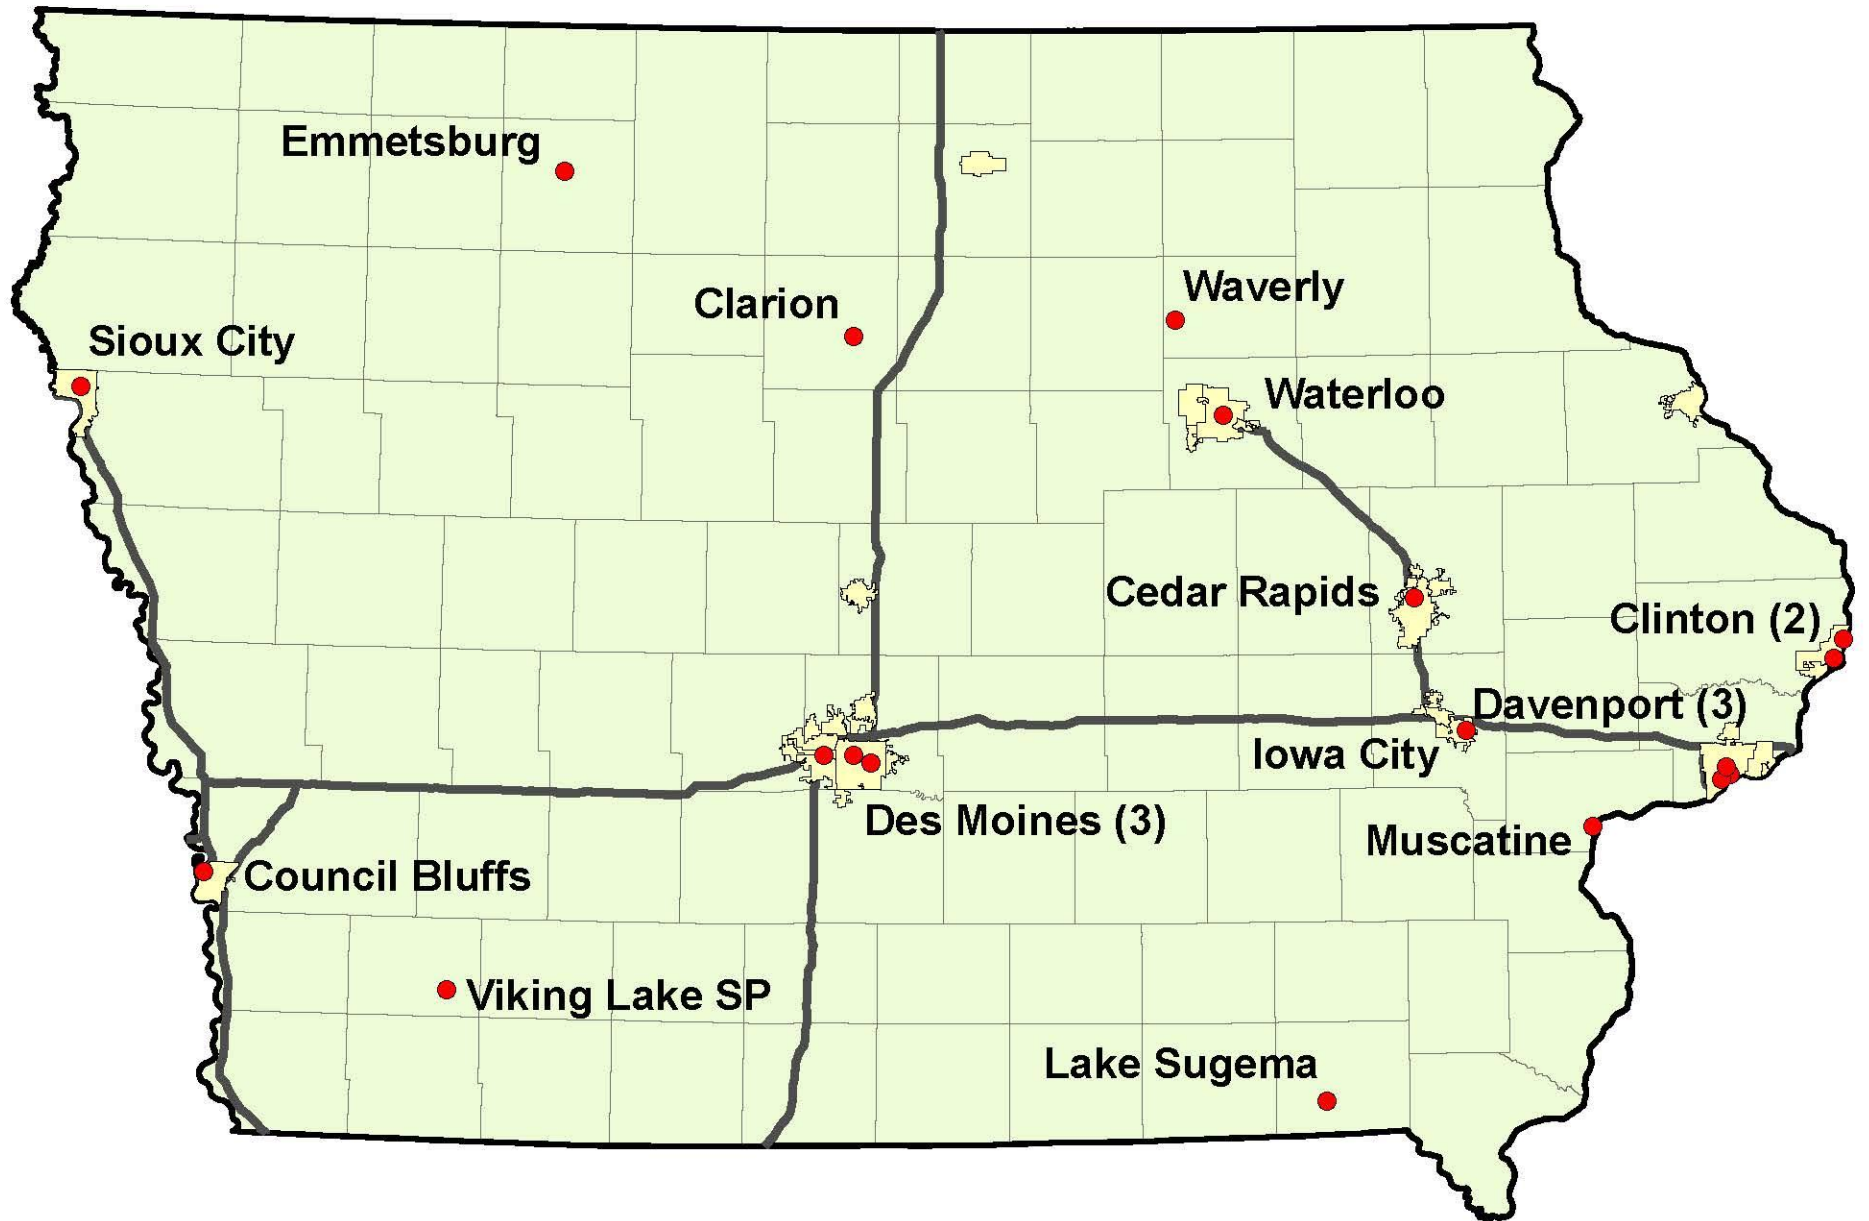 Emmetsburg
Waverly
Clarion
Sioux City
Waterloo
Cedar Rapids
Clinton (2)
Davenport (3)
Iowa City
Des Moines (3)
Muscatine
Council Bluffs
Viking Lake SP
Lake Sugema